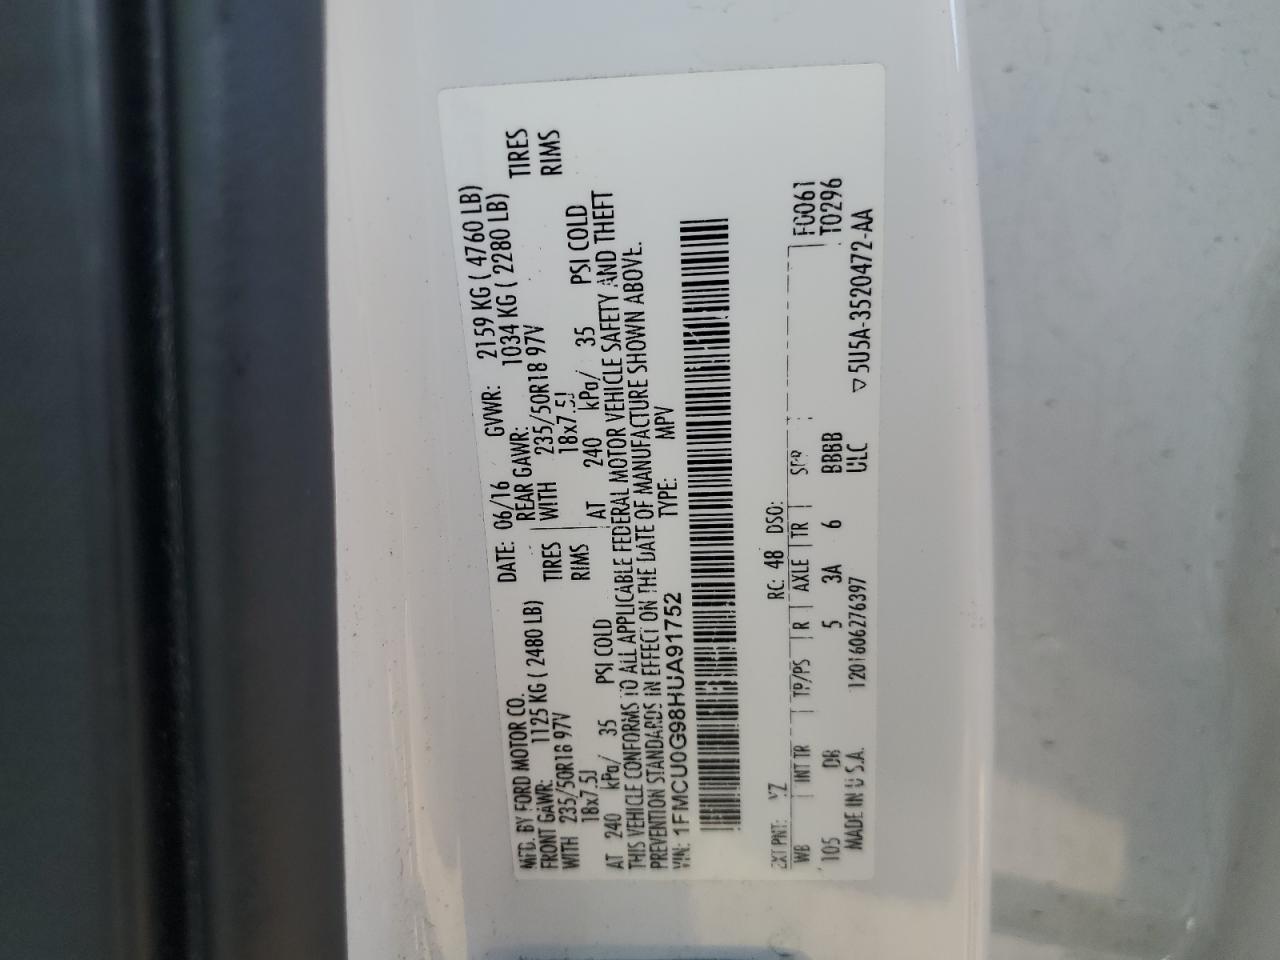 MFD. BY FORD MOTOR CO. DATE: 06/16 GVWR: 2159 KG ( 4760 LB)
FRONT GAWR: 1125 KG ( 2480 LB) REAR GAWR: 1034 KG ( 2280 LB)
WITH 235/50R18 97V TIRES WITH 235/50R18 97V TIRES
18x7.5J RIMS 18x7.5J RIMS
AT 240 kPa/ 35 PSI COLD AT 240 kPa/ 35 PSI COLD
THIS VEHICLE CONFORMS TO ALL APPLICABLE FEDERAL MOTOR VEHICLE SAFETY AND THEFT
PREVENTION STANDARDS IN EFFECT ON THE DATE OF MANUFACTURE SHOWN ABOVE.
VIN: 1FMCU0G98HUA91752 TYPE: MPV
EXT PNT: YZ RC: 48 DSO:
WB INT TR TP/PS R AXLE TR SPR F0061
105 DB 5 3A 6 BBBB T0296
MADE IN U.S.A. 1201606276397 ULC ▽5U5A-3520472-AA